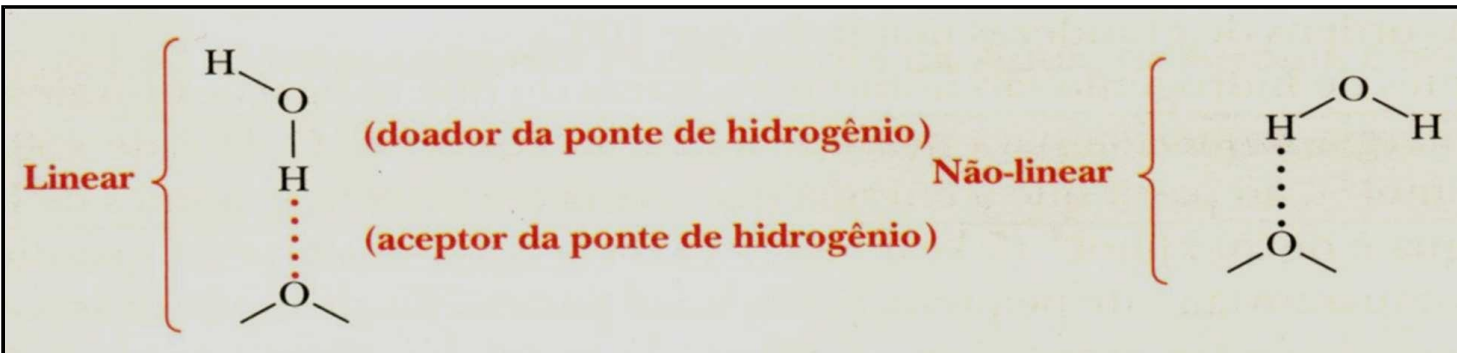 H
O
(doador da ponte de hidrogênio)
H
Linear
(aceptor da ponte de hidrogênio)
O
O
H
H
Não-linear
O